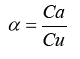 α = Ca / Cu